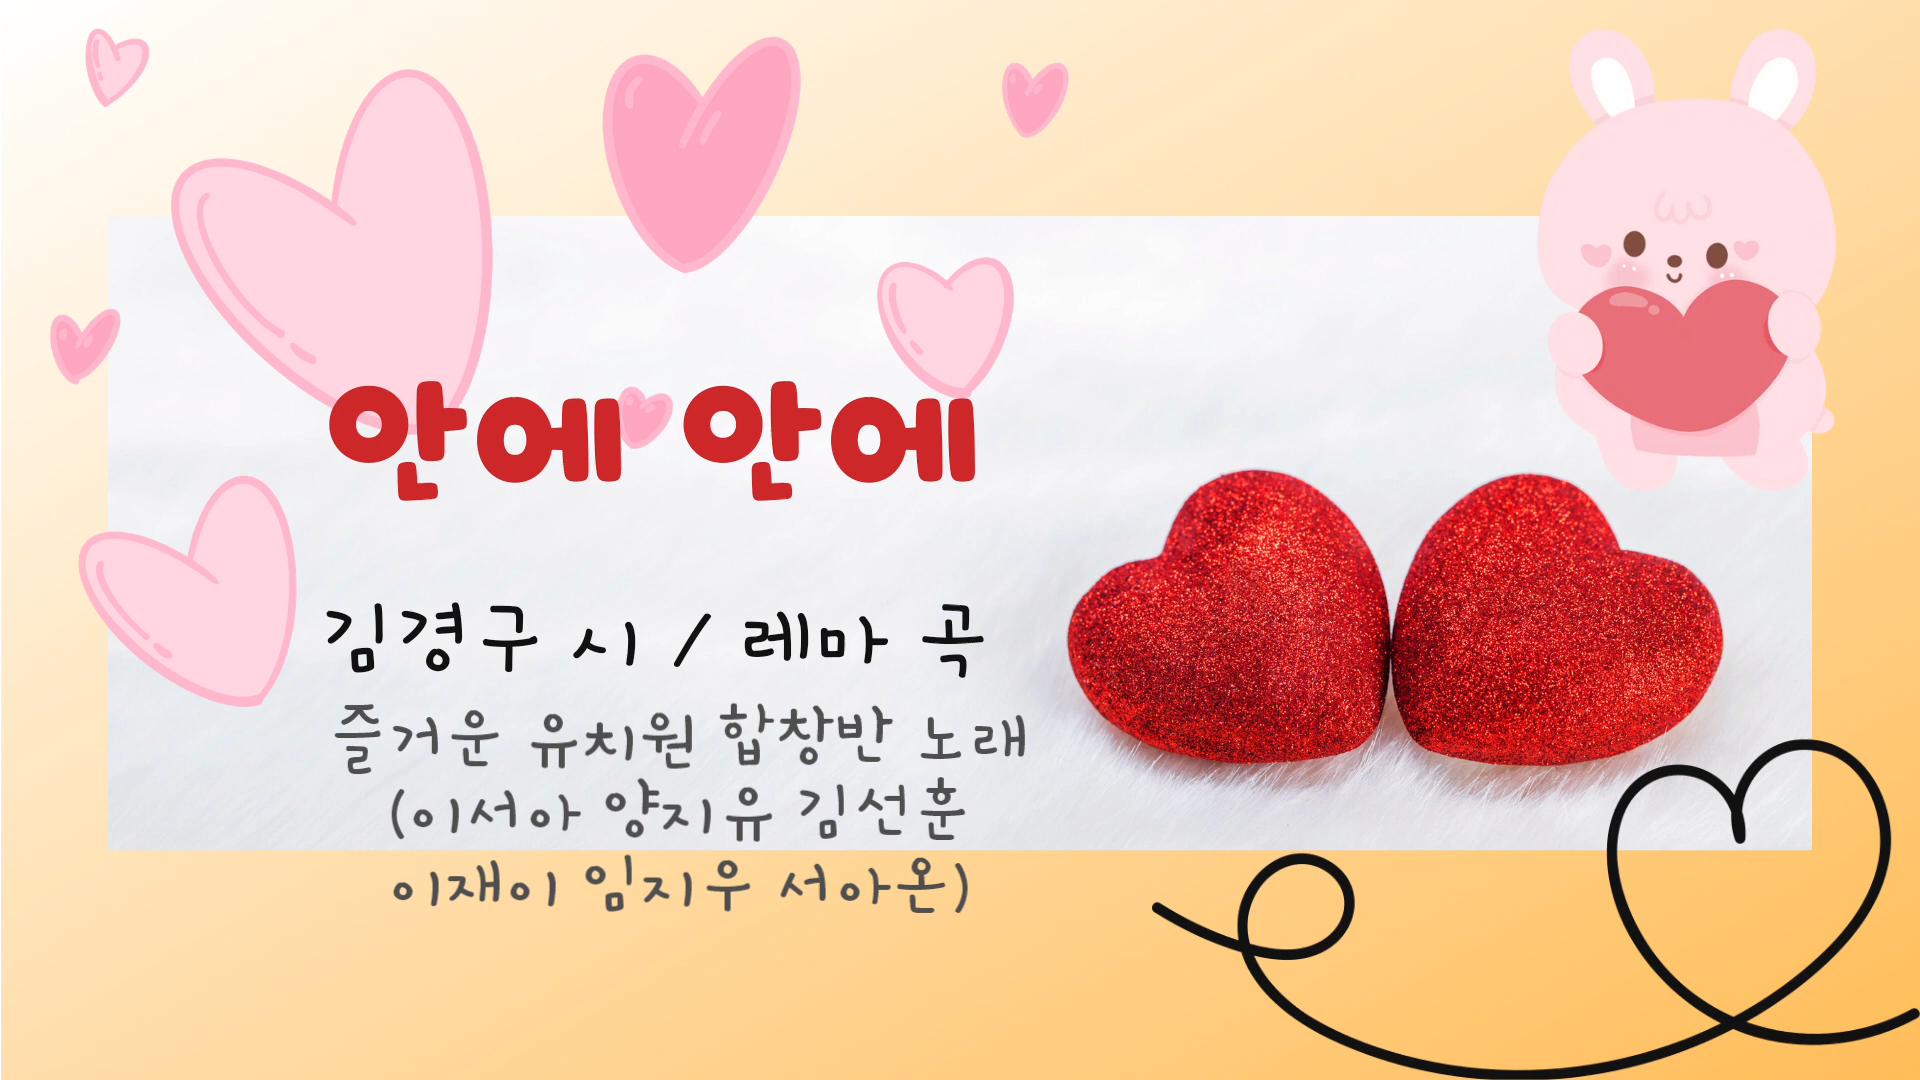 안에 안에
김경구 시 / 레마 곡
즐거운 유치원 합창반 노래
(이서아 양지유 김선훈
이재이 임지우 서아온)